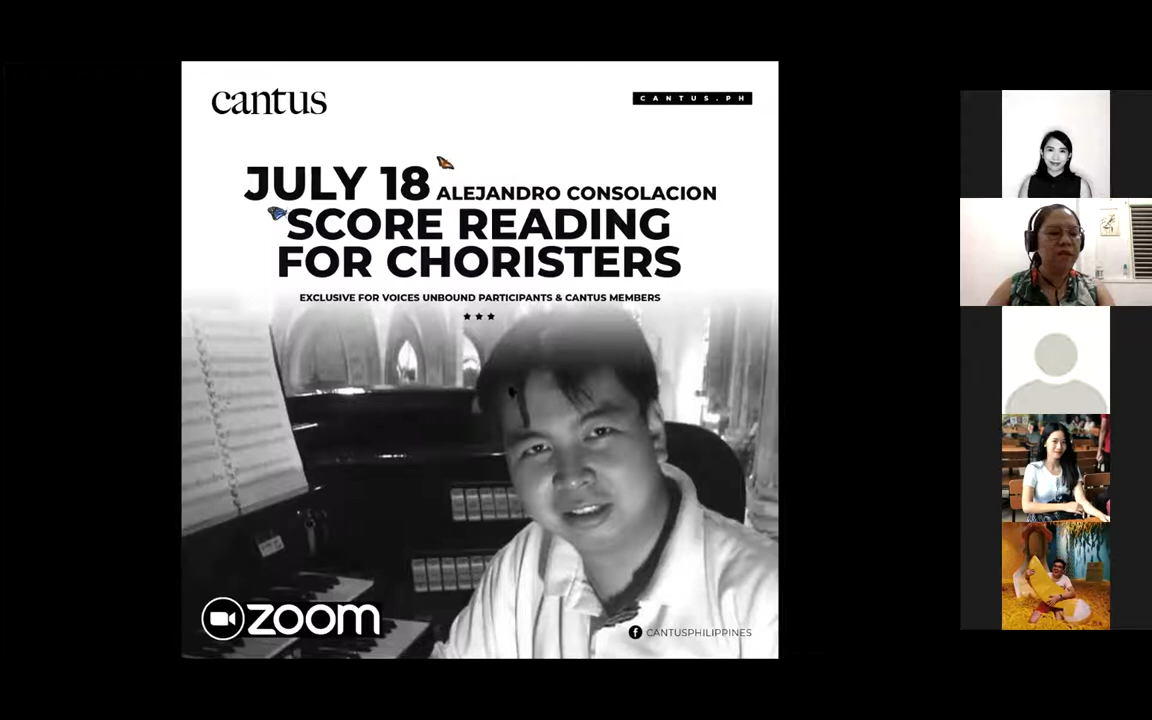 cantus
CANTUS.PH
JULY 18 ALEJANDRO CONSOLACION
SCORE READING
FOR CHORISTERS
EXCLUSIVE FOR VOICES UNBOUND PARTICIPANTS & CANTUS MEMBERS
zoom
f CANTUSPHILIPPINES